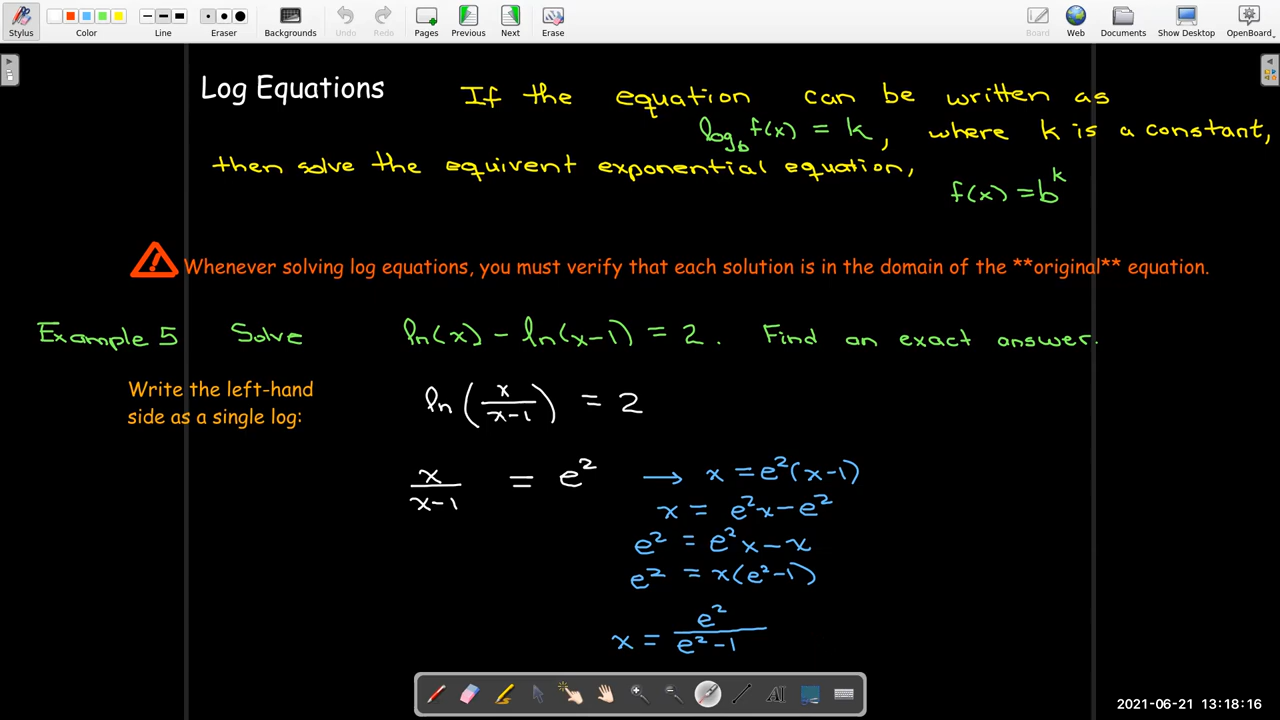 Stylus Color Line Eraser Backgrounds Undo Redo Pages Previous Next Erase Board Web Documents Show Desktop OpenBoard
Log Equations If the equation can be written as
log_b f(x) = k, where k is a constant,
then solve the equivent exponential equation,
f(x) = b^k
Whenever solving log equations, you must verify that each solution is in the domain of the **original** equation.
Example 5 Solve ln(x) - ln(x-1) = 2. Find an exact answer.
Write the left-hand
side as a single log:
ln(x/(x-1)) = 2
x/(x-1) = e^2 → x = e^2(x-1)
x = e^2x - e^2
e^2 = e^2x - x
e^2 = x(e^2-1)
x = e^2/(e^2-1)
AI
2021-06-21 13:18:16